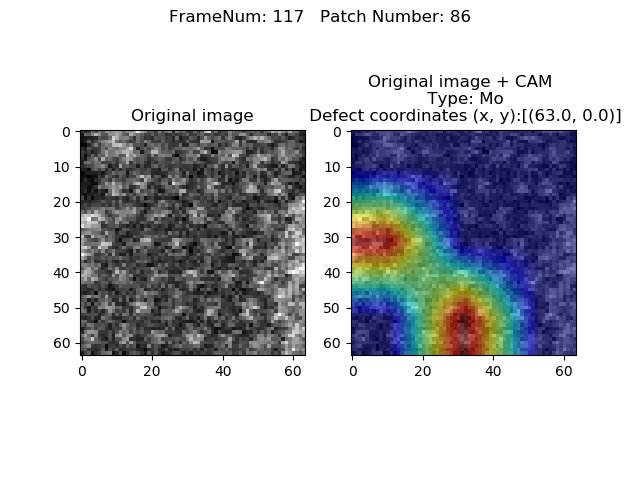 FrameNum: 117   Patch Number: 86
Original image
Original image + CAM
Type: Mo
Defect coordinates (x, y):[(63.0, 0.0)]
0
10
20
30
40
50
60
0 20 40 60
0
10
20
30
40
50
60
0 20 40 60